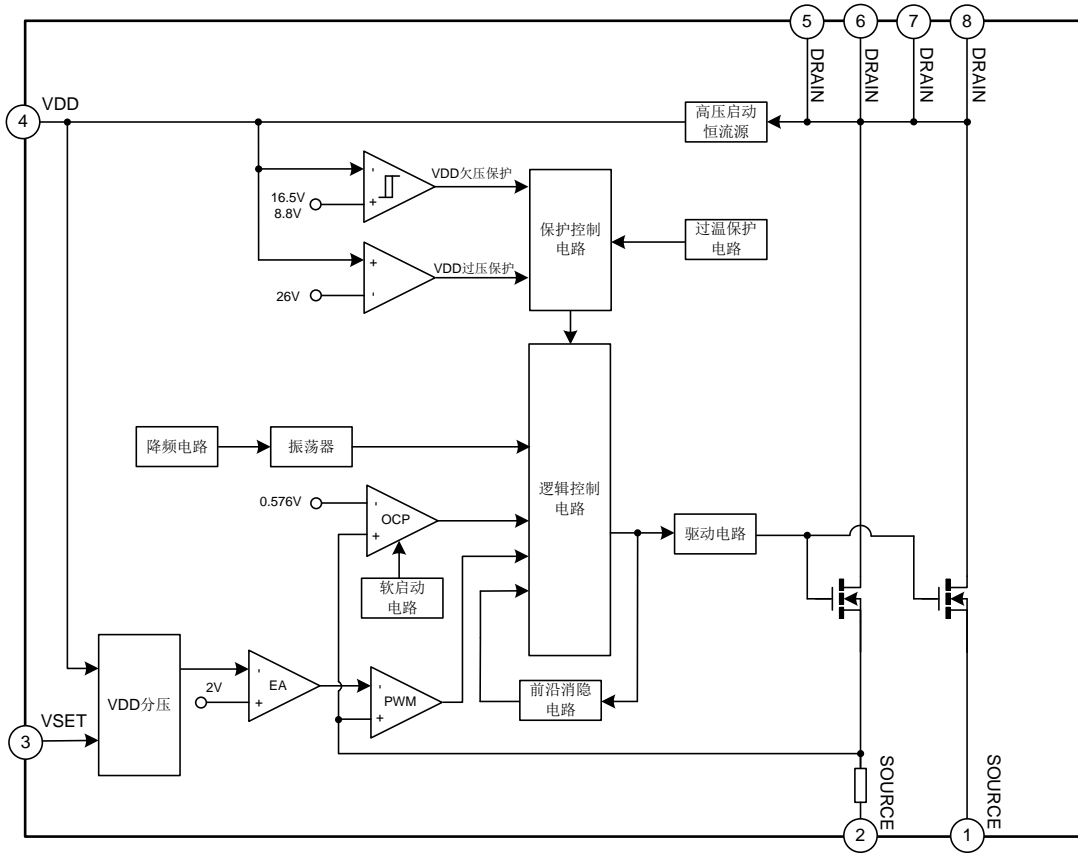 5
6
7
8
DRAIN
DRAIN
DRAIN
DRAIN
4
VDD
高压启动
恒流源
-
+
16.5V
8.8V
VDD欠压保护
保护控制
电路
过温保护
电路
+
-
26V
VDD过压保护
降频电路
振荡器
逻辑控制
电路
0.576V
-
+
OCP
驱动电路
软启动
电路
VDD分压
2V
-
+
EA
-
+
PWM
前沿消隐
电路
3
VSET
SOURCE
SOURCE
2
1